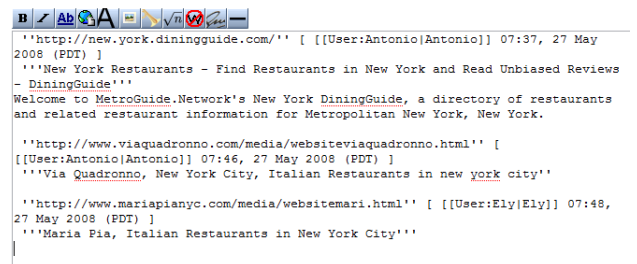 B I Ab A √n W
''http://new.york.diningguide.com/'' [ [[User:Antonio|Antonio]] 07:37, 27 May
2008 (PDT) ]
'''New York Restaurants - Find Restaurants in New York and Read Unbiased Reviews
- DiningGuide'''
Welcome to MetroGuide.Network's New York DiningGuide, a directory of restaurants
and related restaurant information for Metropolitan New York, New York.
''http://www.viaquadronno.com/media/websiteviaquadronno.html'' [
[[User:Antonio|Antonio]] 07:46, 27 May 2008 (PDT) ]
'''Via Quadronno, New York City, Italian Restaurants in new york city''
''http://www.mariapianyc.com/media/websitemari.html'' [ [[User:Ely|Ely]] 07:48,
27 May 2008 (PDT) ]
'''Maria Pia, Italian Restaurants in New York City'''